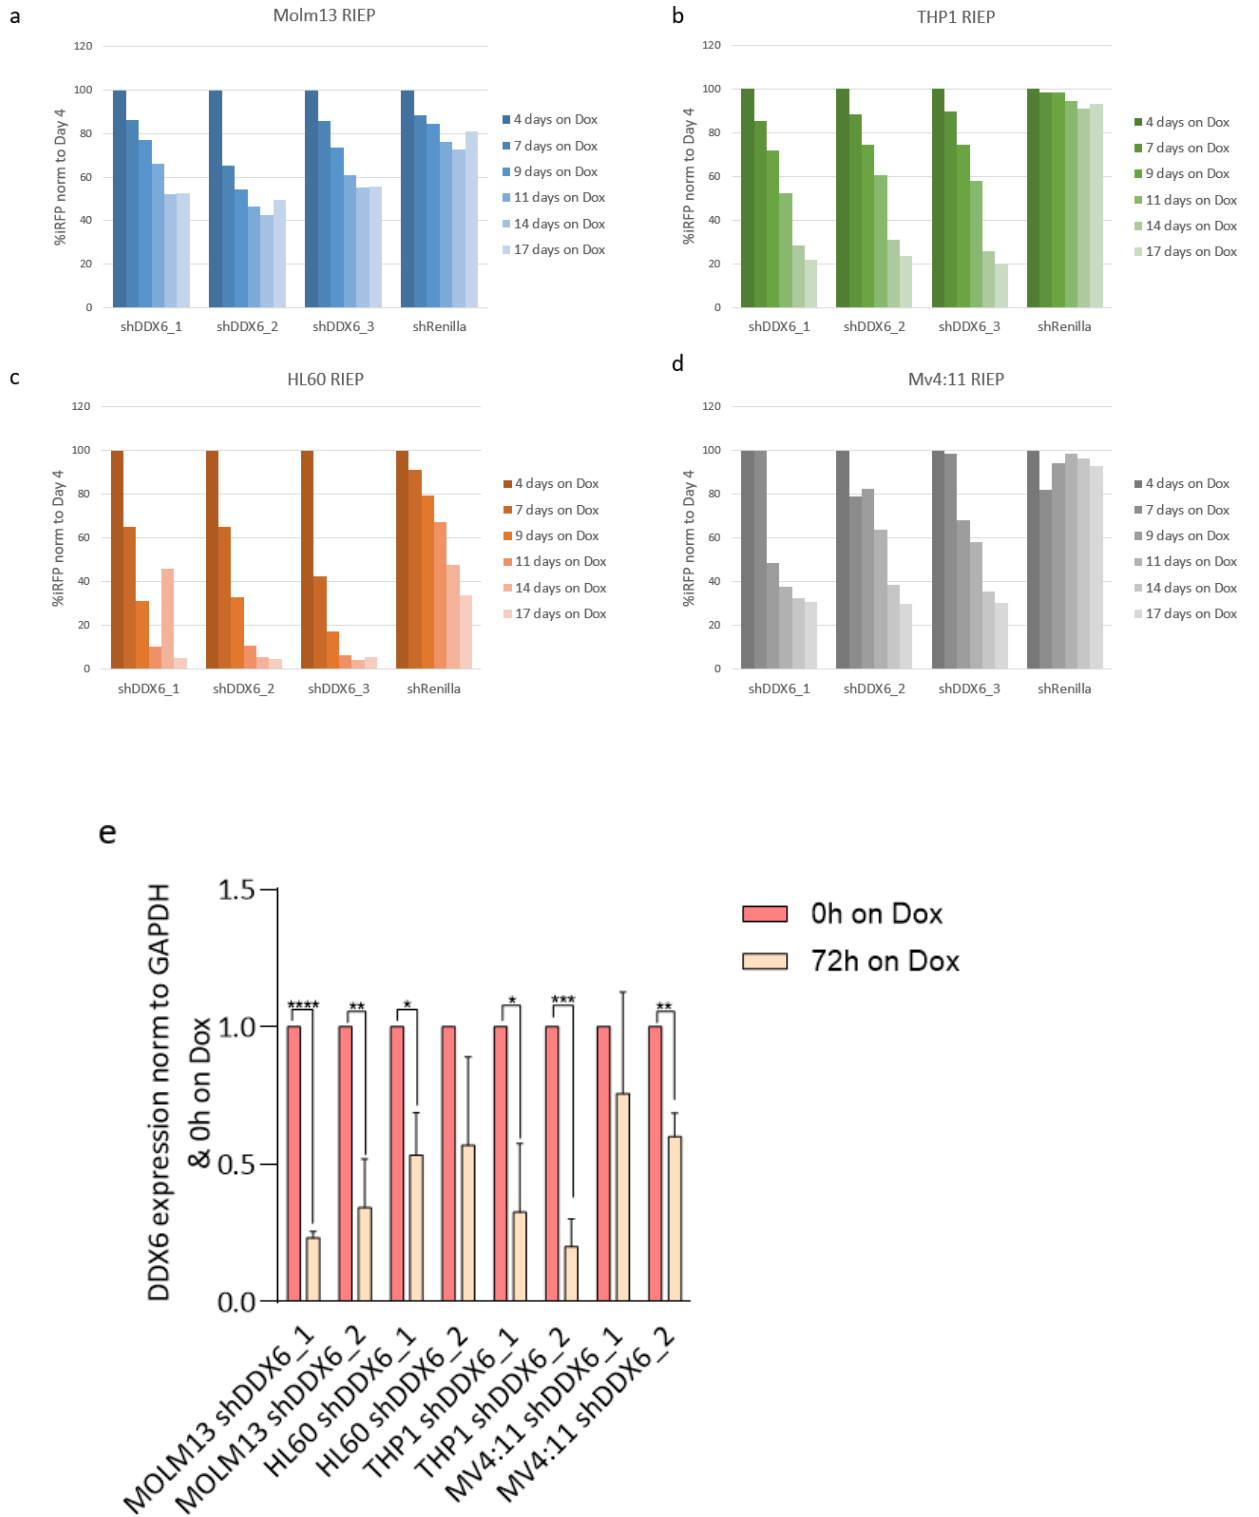 a
Molm13 RIEP
120
100
80
60
40
20
0
%iRFP norm to Day 4
shDDX6_1
shDDX6_2
shDDX6_3
shRenilla
4 days on Dox
7 days on Dox
9 days on Dox
11 days on Dox
14 days on Dox
17 days on Dox
b
THP1 RIEP
120
100
80
60
40
20
0
%iRFP norm to Day 4
shDDX6_1
shDDX6_2
shDDX6_3
shRenilla
4 days on Dox
7 days on Dox
9 days on Dox
11 days on Dox
14 days on Dox
17 days on Dox
c
HL60 RIEP
120
100
80
60
40
20
0
%iRFP norm to Day 4
shDDX6_1
shDDX6_2
shDDX6_3
shRenilla
4 days on Dox
7 days on Dox
9 days on Dox
11 days on Dox
14 days on Dox
17 days on Dox
d
Mv4:11 RIEP
120
100
80
60
40
20
0
%iRFP norm to Day 4
shDDX6_1
shDDX6_2
shDDX6_3
shRenilla
4 days on Dox
7 days on Dox
9 days on Dox
11 days on Dox
14 days on Dox
17 days on Dox
e
DDX6 expression norm to GAPDH
& 0h on Dox
1.5
1.0
0.5
0.0
****
**
*
*
***
**
MOLM13 shDDX6_1
MOLM13 shDDX6_2
HL60 shDDX6_1
HL60 shDDX6_2
THP1 shDDX6_1
THP1 shDDX6_2
MV4:11 shDDX6_1
MV4:11 shDDX6_2
0h on Dox
72h on Dox